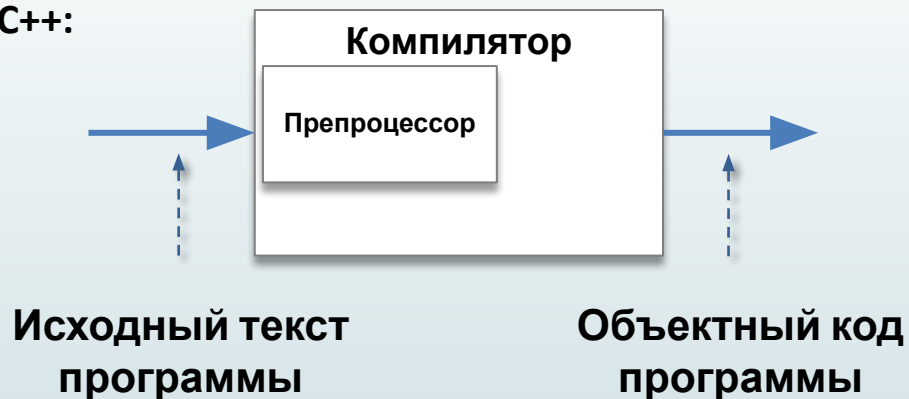 C++:
Компилятор
Препроцессор
Исходный текст
программы
Объектный код
программы